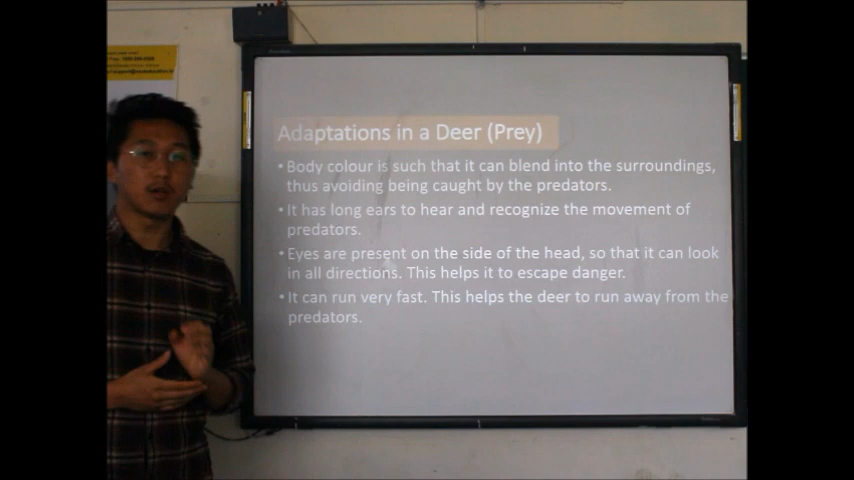 Adaptations in a Deer (Prey)
• Body colour is such that it can blend into the surroundings,
thus avoiding being caught by the predators.
• It has long ears to hear and recognize the movement of
predators.
• Eyes are present on the side of the head, so that it can look
in all directions. This helps it to escape danger.
• It can run very fast. This helps the deer to run away from the
predators.